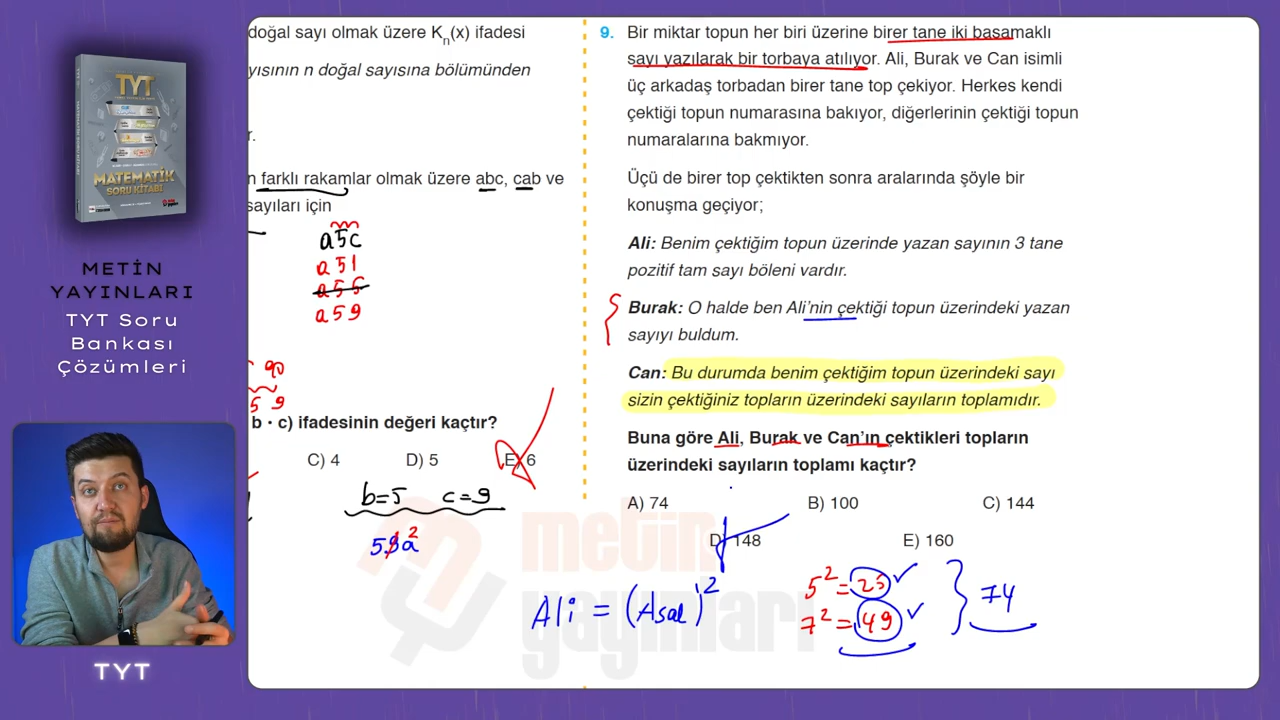 TYT
MATEMATİK
SORU KİTABI
METİN
YAYINLARI
TYT Soru
Bankası
Çözümleri
TYT
doğal sayı olmak üzere Kn(x) ifadesi
yısının n doğal sayısına bölümünden
r.
n farklı rakamlar olmak üzere abc, cab ve
sayıları için
a5c
a51
a55
a59
90
59
b · c) ifadesinin değeri kaçtır?
C) 4 D) 5 E) 6
b=5 c=9
59a²
9. Bir miktar topun her biri üzerine birer tane iki basamaklı
sayı yazılarak bir torbaya atılıyor. Ali, Burak ve Can isimli
üç arkadaş torbadan birer tane top çekiyor. Herkes kendi
çektiği topun numarasına bakıyor, diğerlerinin çektiği topun
numaralarına bakmıyor.
Üçü de birer top çektikten sonra aralarında şöyle bir
konuşma geçiyor;
Ali: Benim çektiğim topun üzerinde yazan sayının 3 tane
pozitif tam sayı böleni vardır.
Burak: O halde ben Ali'nin çektiği topun üzerindeki yazan
sayıyı buldum.
Can: Bu durumda benim çektiğim topun üzerindeki sayı
sizin çektiğiniz topların üzerindeki sayıların toplamıdır.
Buna göre Ali, Burak ve Can'ın çektikleri topların
üzerindeki sayıların toplamı kaçtır?
A) 74 B) 100 C) 144
D) 148 E) 160
Ali = (Asal)²
5² = 25
7² = 49
74
metin
yayınları